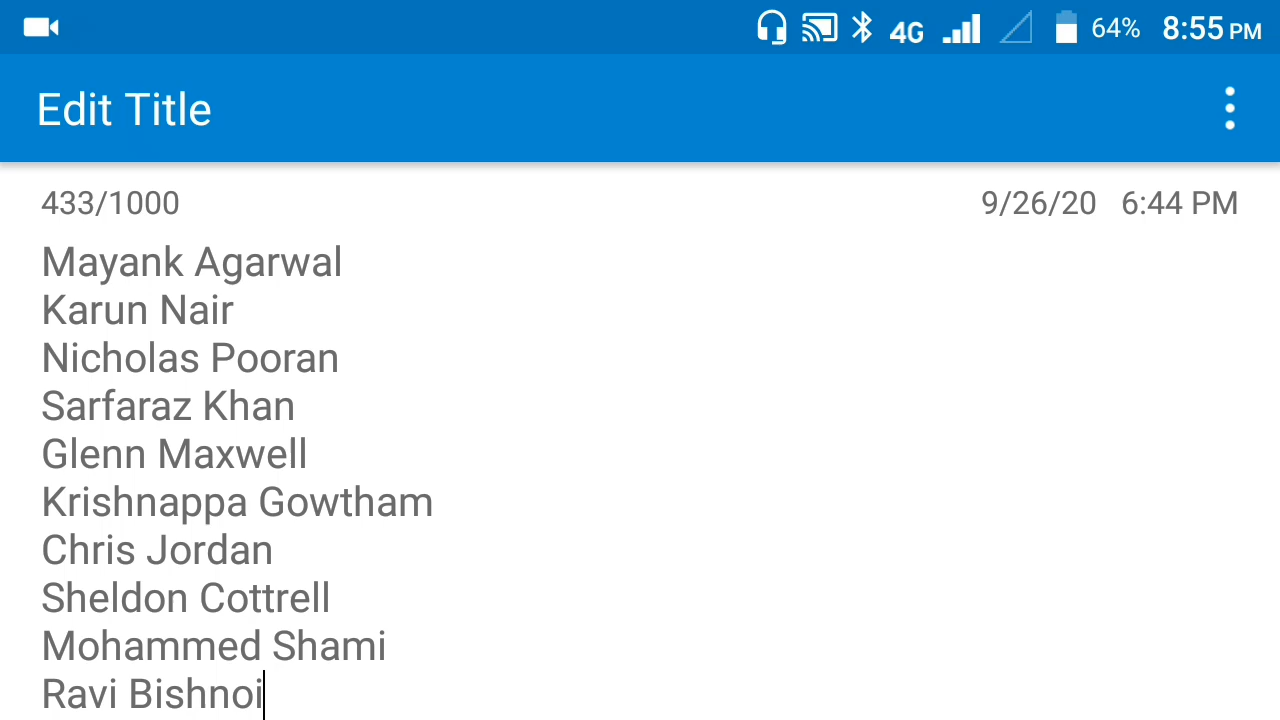 4G 64% 8:55 PM
Edit Title
433/1000 9/26/20 6:44 PM
Mayank Agarwal
Karun Nair
Nicholas Pooran
Sarfaraz Khan
Glenn Maxwell
Krishnappa Gowtham
Chris Jordan
Sheldon Cottrell
Mohammed Shami
Ravi Bishnoi